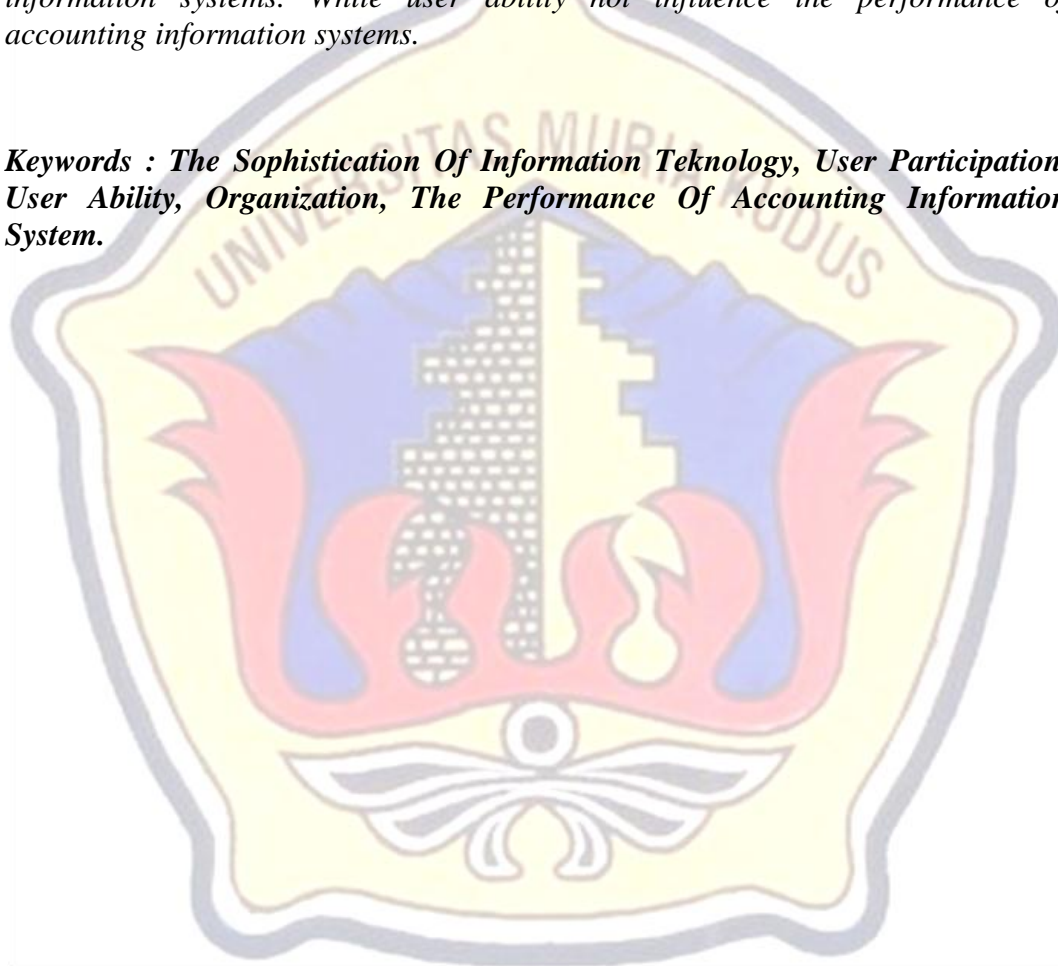 information systems. While user ability not influence the performance of
accounting information systems.
Keywords : The Sophistication Of Information Teknology, User Participation
User Ability, Organization, The Performance Of Accounting Information
System.
UNIVERSITAS MURIA KUDUS